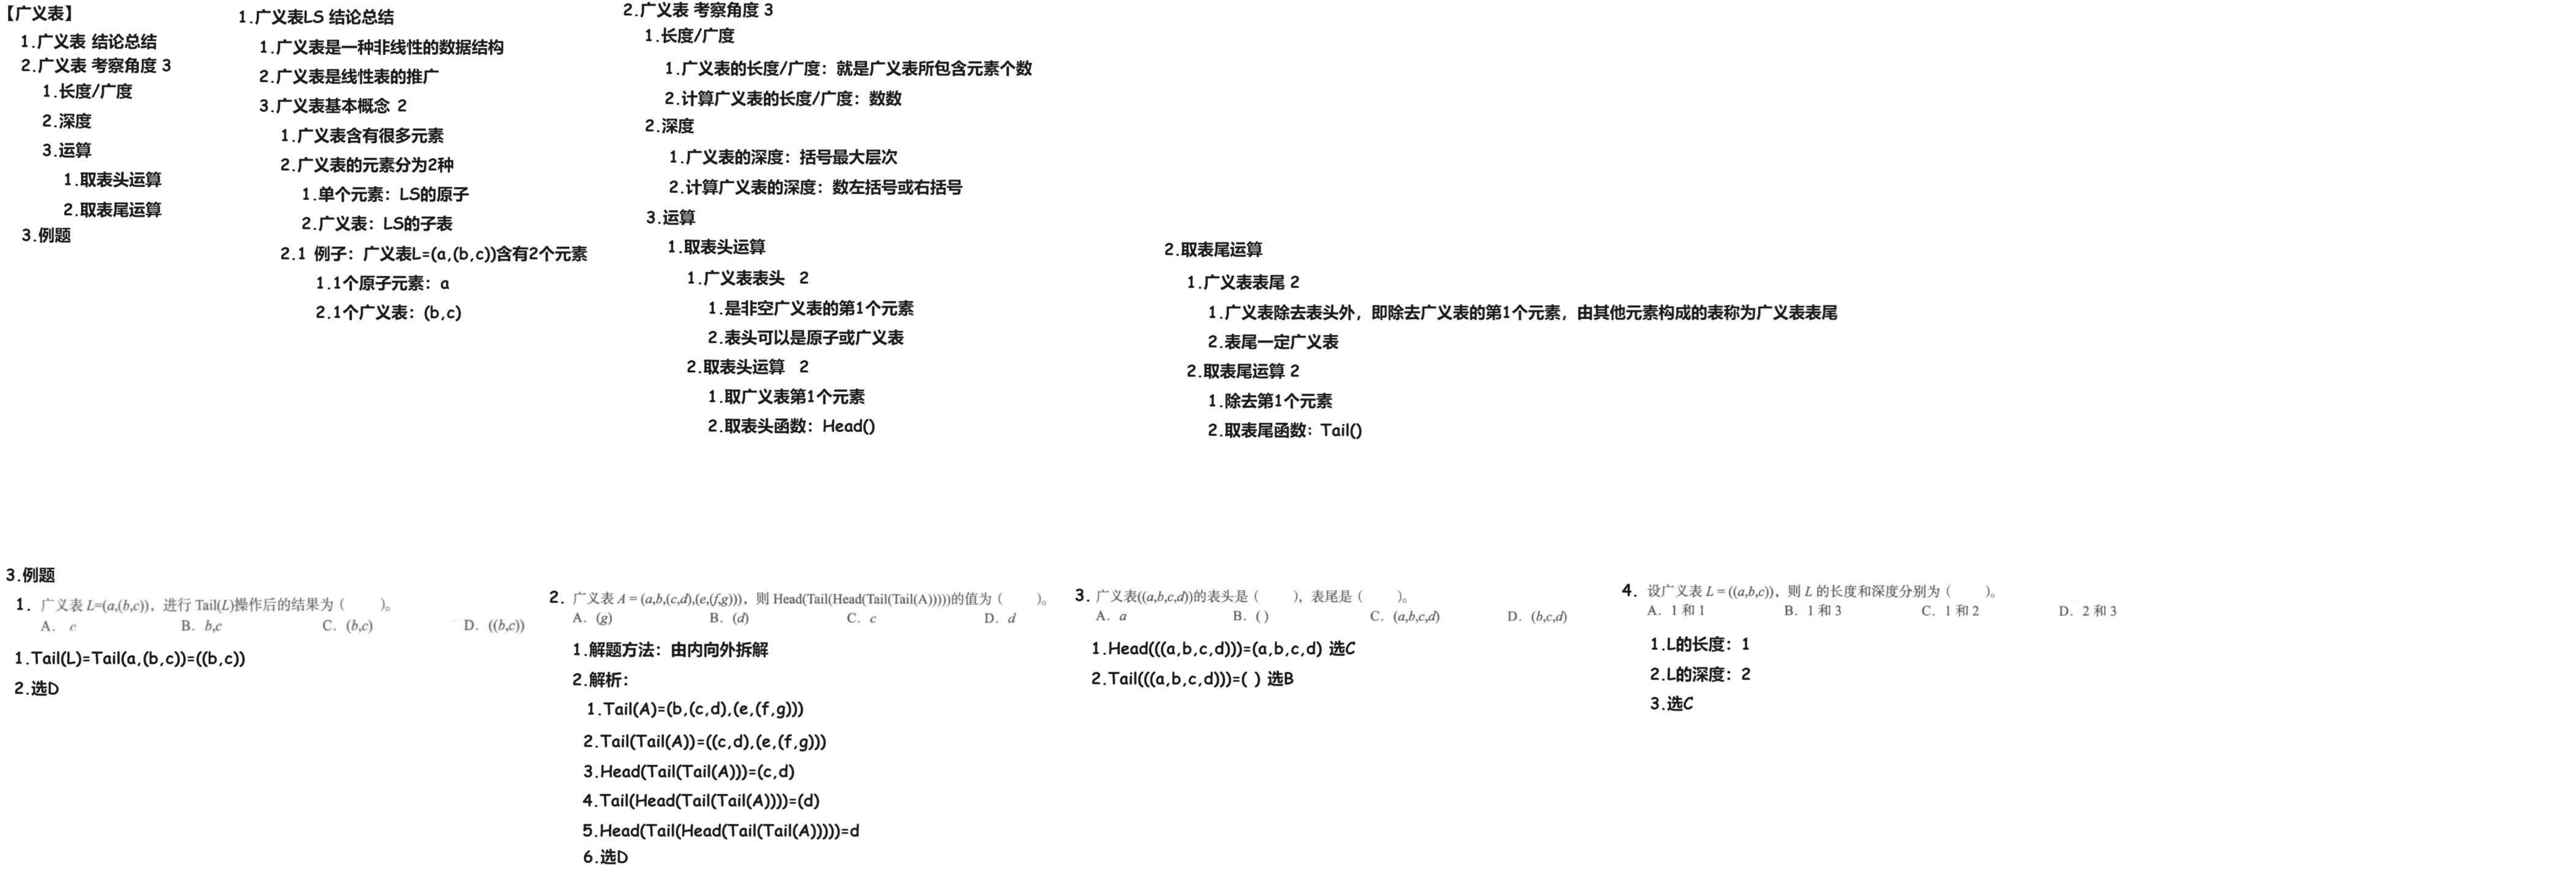 【广义表】
1.广义表 结论总结
2.广义表 考察角度 3
1.长度/广度
2.深度
3.运算
1.取表头运算
2.取表尾运算
3.例题
1.广义表LS 结论总结
1.广义表是一种非线性的数据结构
2.广义表是线性表的推广
3.广义表基本概念 2
1.广义表含有很多元素
2.广义表的元素分为2种
1.单个元素：LS的原子
2.广义表：LS的子表
2.1 例子：广义表L=(a,(b,c))含有2个元素
1.1个原子元素：a
2.1个广义表：(b,c)
2.广义表 考察角度 3
1.长度/广度
1.广义表的长度/广度：就是广义表所包含元素个数
2.计算广义表的长度/广度：数数
2.深度
1.广义表的深度：括号最大层次
2.计算广义表的深度：数左括号或右括号
3.运算
1.取表头运算
1.广义表表头 2
1.是非空广义表的第1个元素
2.表头可以是原子或广义表
2.取表头运算 2
1.取广义表第1个元素
2.取表头函数：Head()
2.取表尾运算
1.广义表表尾 2
1.广义表除去表头外，即除去广义表的第1个元素，由其他元素构成的表称为广义表表尾
2.表尾一定广义表
2.取表尾运算 2
1.除去第1个元素
2.取表尾函数：Tail()
3.例题
1. 广义表 L=(a,(b,c))，进行 Tail(L)操作后的结果为（ ）。
A. c B. b,c C. (b,c) D. ((b,c))
1.Tail(L)=Tail(a,(b,c))=((b,c))
2.选D
2. 广义表 A = (a,b,(c,d),(e,(f,g)))，则 Head(Tail(Head(Tail(Tail(A)))))的值为（ ）。
A. (g) B. (d) C. c D. d
1.解题方法：由内向外拆解
2.解析：
1.Tail(A)=(b,(c,d),(e,(f,g)))
2.Tail(Tail(A))=((c,d),(e,(f,g)))
3.Head(Tail(Tail(A)))=(c,d)
4.Tail(Head(Tail(Tail(A))))=(d)
5.Head(Tail(Head(Tail(Tail(A)))))=d
6.选D
3. 广义表((a,b,c,d))的表头是（ ），表尾是（ ）。
A. a B. ( ) C. (a,b,c,d) D. (b,c,d)
1.Head(((a,b,c,d)))=(a,b,c,d) 选C
2.Tail(((a,b,c,d)))=( ) 选B
4. 设广义表 L = ((a,b,c))，则 L 的长度和深度分别为（ ）。
A. 1 和 1 B. 1 和 3 C. 1 和 2 D. 2 和 3
1.L的长度：1
2.L的深度：2
3.选C